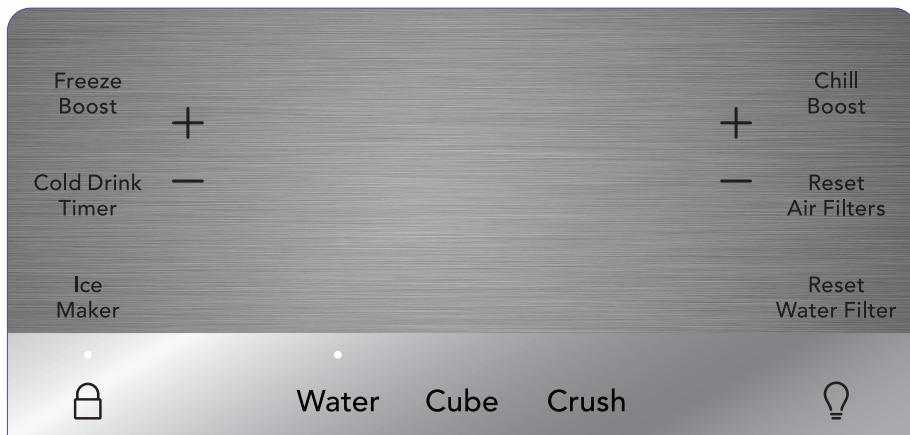 Freeze
Boost
Chill
Boost
+
+
Cold Drink
Timer
−
−
Reset
Air Filters
Ice
Maker
Reset
Water Filter
Water Cube Crush